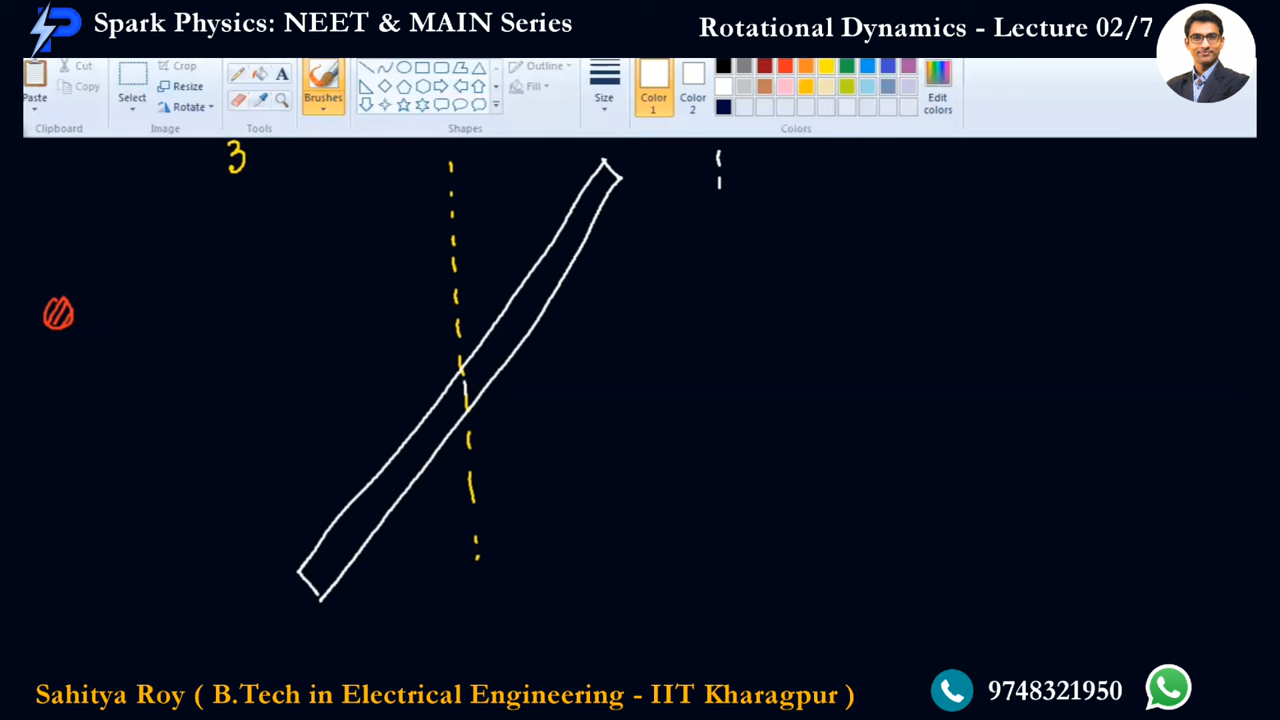 Spark Physics: NEET & MAIN Series
Rotational Dynamics - Lecture 02/7
Paste Cut Copy Select Crop Resize Rotate A Brushes Outline Fill Size Color 1 Color 2 Edit colors
Clipboard Image Tools Shapes Colors
3
Sahitya Roy ( B.Tech in Electrical Engineering - IIT Kharagpur )
9748321950